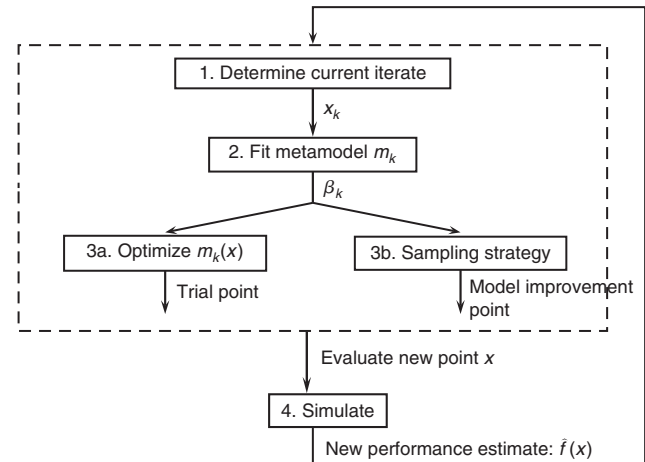 1. Determine current iterate
x_k
2. Fit metamodel m_k
β_k
3a. Optimize m_k(x)
3b. Sampling strategy
Trial point
Model improvement
point
Evaluate new point x
4. Simulate
New performance estimate: f̂(x)